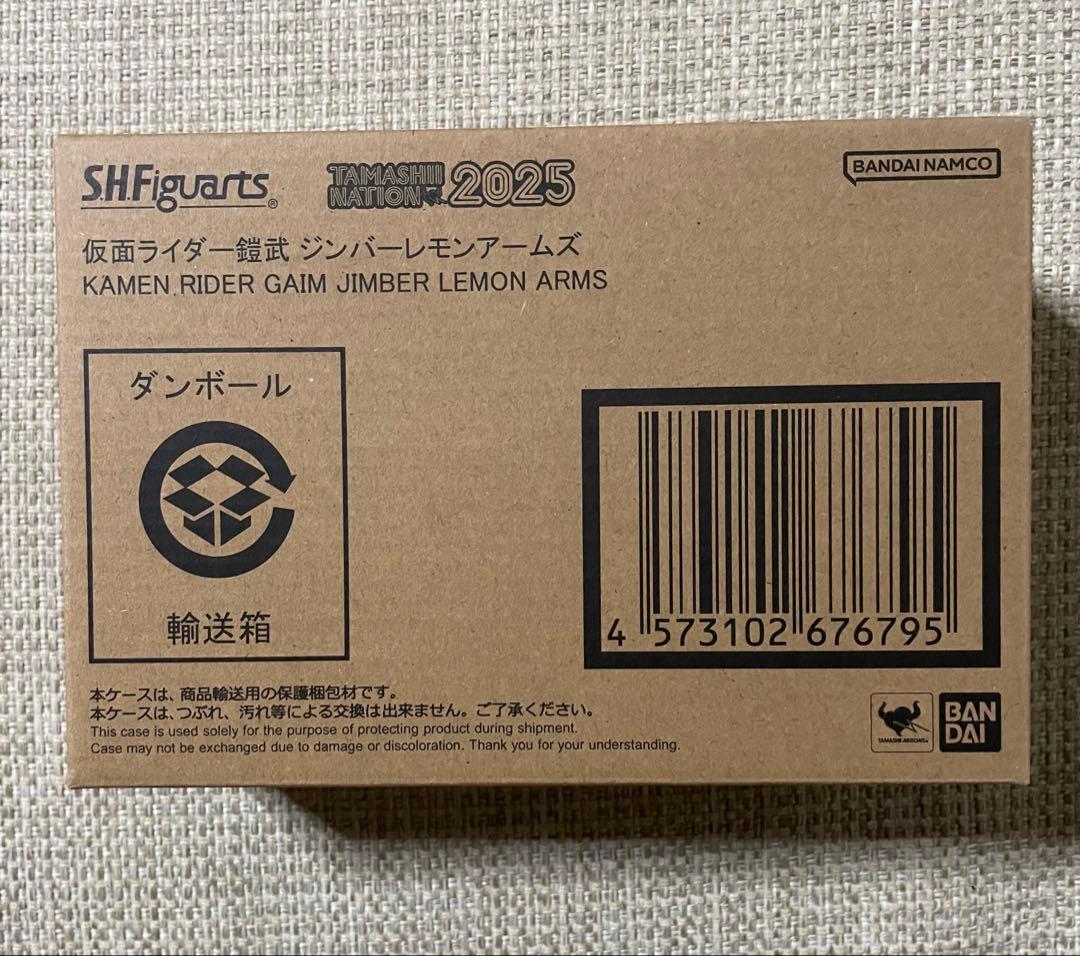 S.H.Figuarts®
TAMASHII NATION 2025
BANDAI NAMCO
仮面ライダー鎧武 ジンバーレモンアームズ
KAMEN RIDER GAIM JIMBER LEMON ARMS
ダンボール
輸送箱
4 573102 676795
本ケースは、商品輸送用の保護梱包材です。
本ケースは、つぶれ、汚れ等による交換は出来ません。ご了承ください。
This case is used solely for the purpose of protecting product during shipment.
Case may not be exchanged due to damage or discoloration. Thank you for your understanding.
TAMASHII NATIONS
BAN
DAI